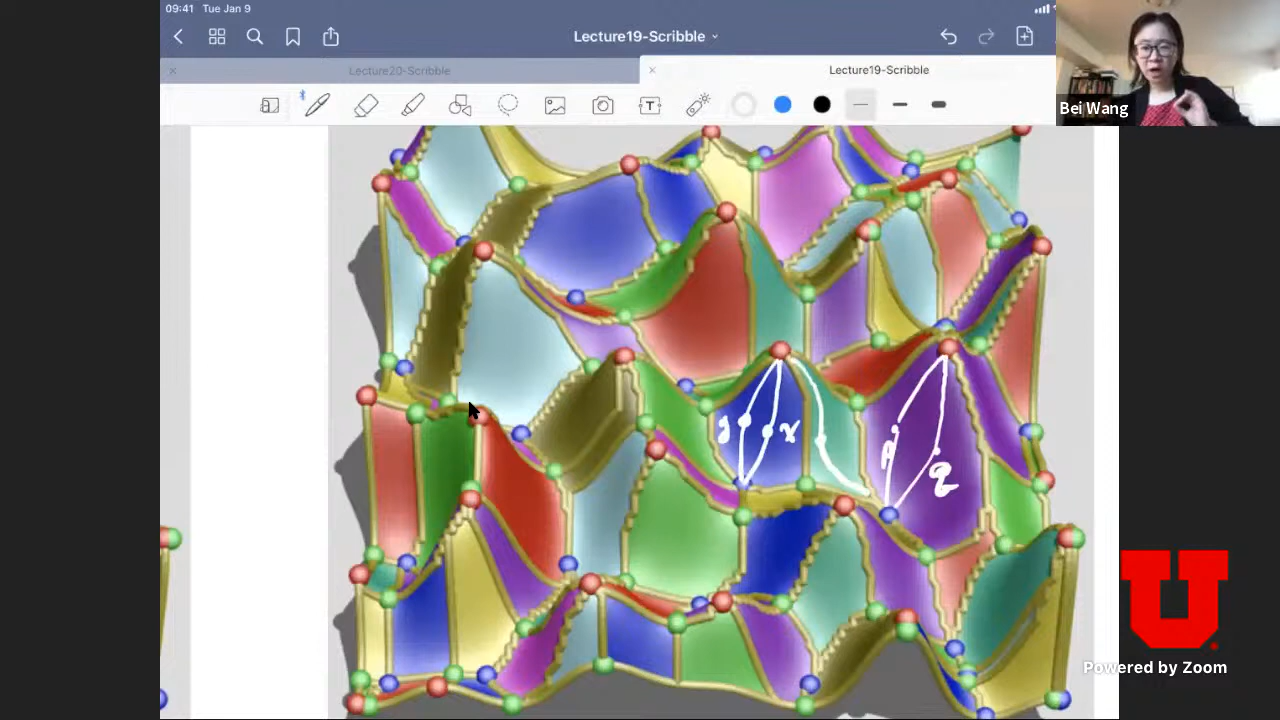 09:41 Tue Jan 9
Lecture19-Scribble
Lecture20-Scribble
Lecture19-Scribble
T
Bei Wang
y
x
p
q
U
Powered by Zoom